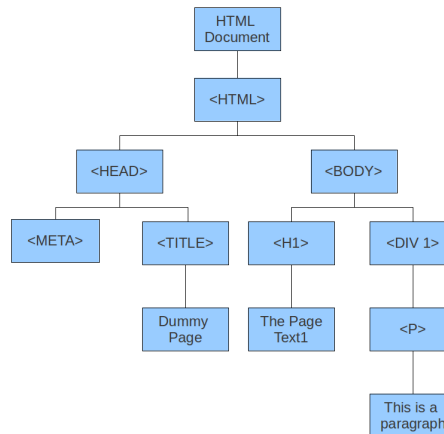 HTML
Document
<HTML>
<HEAD>
<BODY>
<META>
<TITLE>
<H1>
<DIV 1>
Dummy
Page
The Page
Text1
<P>
This is a
paragraph